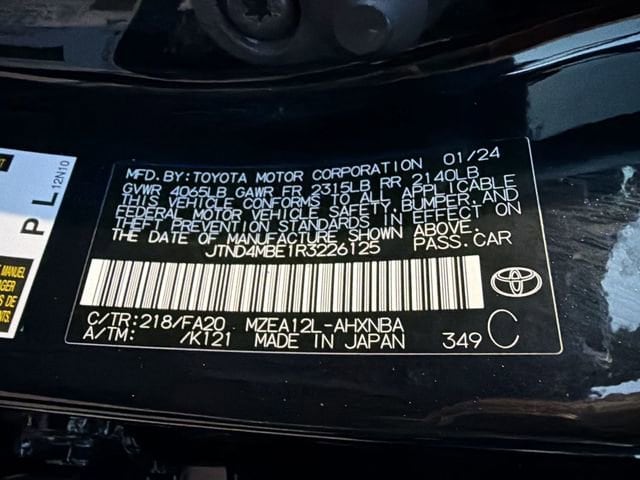 MFD. BY: TOYOTA MOTOR CORPORATION 01/24
GVWR 4065LB GAWR FR 2315LB RR 2140LB
THIS VEHICLE CONFORMS TO ALL APPLICABLE
FEDERAL MOTOR VEHICLE SAFETY, BUMPER, AND
THEFT PREVENTION STANDARDS IN EFFECT ON
THE DATE OF MANUFACTURE SHOWN ABOVE.
JTND4MBE1R3226125 PASS. CAR
C/TR: 218/FA20 MZEA12L-AHXNBA
A/TM: /K121 MADE IN JAPAN 349 C
P L
12N10
E MANUEL